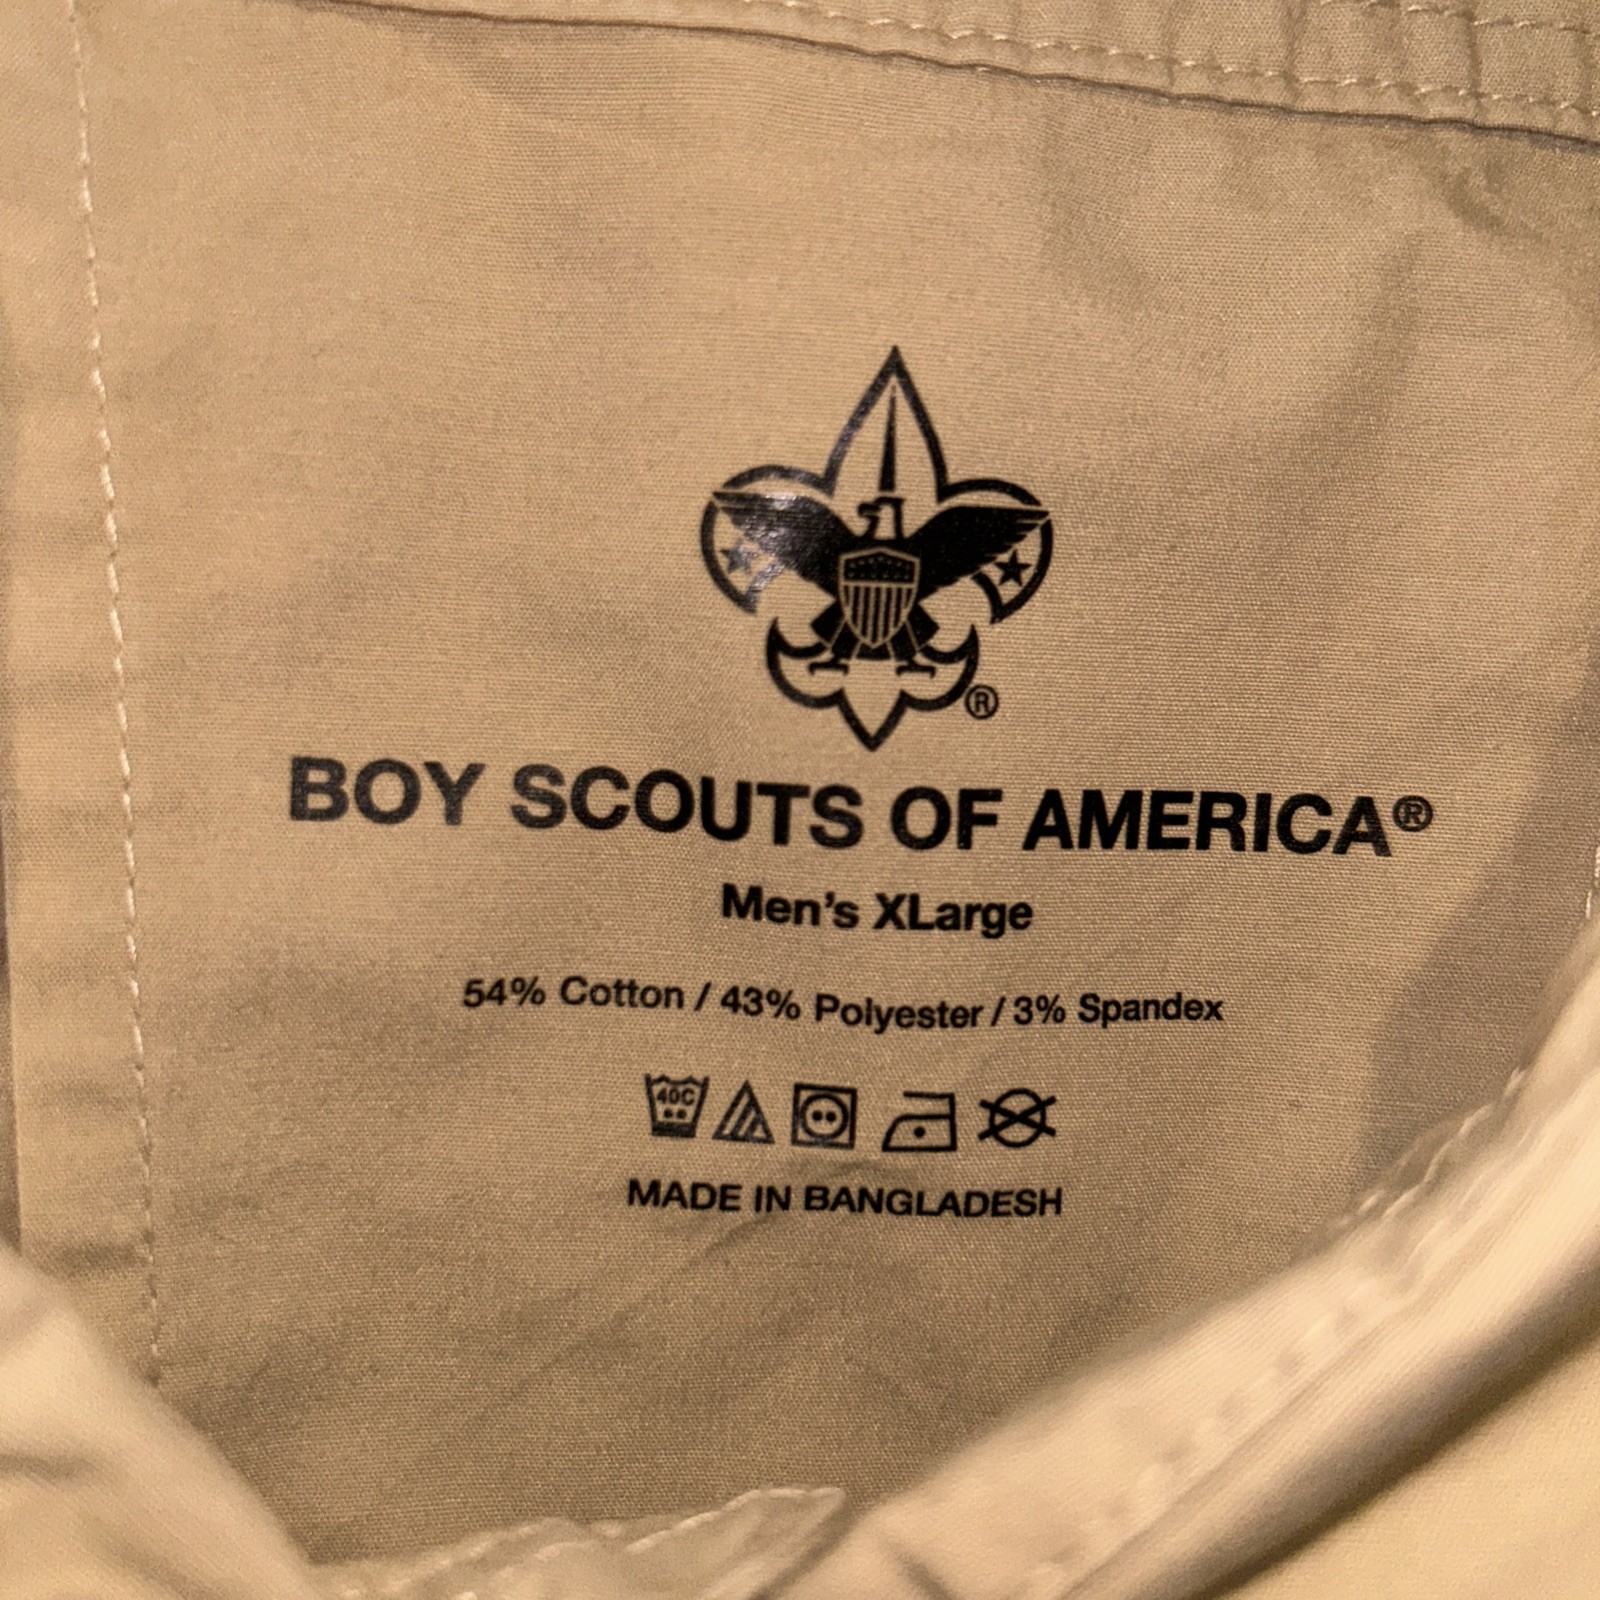 ®
BOY SCOUTS OF AMERICA®
Men's XLarge
54% Cotton / 43% Polyester / 3% Spandex
40C
MADE IN BANGLADESH